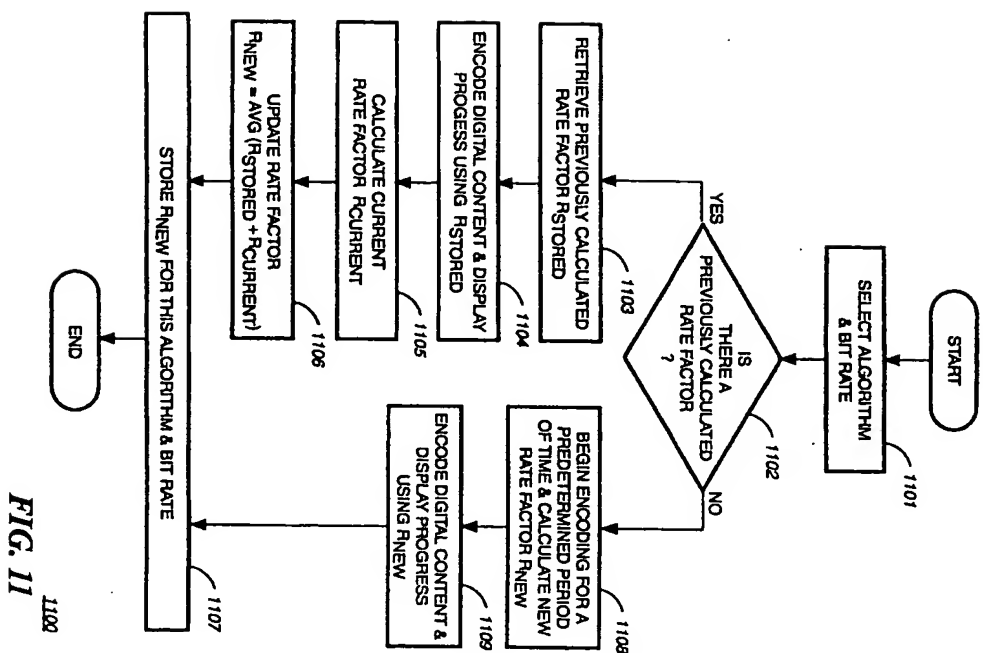 START
SELECT ALGORITHM
& BIT RATE
1101
IS
THERE A
PREVIOUSLY CALCULATED
RATE FACTOR
?
1102
YES
NO
RETRIEVE PREVIOUSLY CALCULATED
RATE FACTOR RSTORED
1103
ENCODE DIGITAL CONTENT & DISPLAY
PROGESS USING RSTORED
1104
CALCULATE CURRENT
RATE FACTOR RCURRENT
1105
UPDATE RATE FACTOR
RNEW = AVG (RSTORED + RCURRENT)
1106
BEGIN ENCODING FOR A
PREDETERMINED PERIOD
OF TIME & CALCULATE NEW
RATE FACTOR RNEW
1108
ENCODE DIGITAL CONTENT &
DISPLAY PROGRESS
USING RNEW
1109
STORE RNEW FOR THIS ALGORITHM & BIT RATE
1107
END
1100
FIG. 11